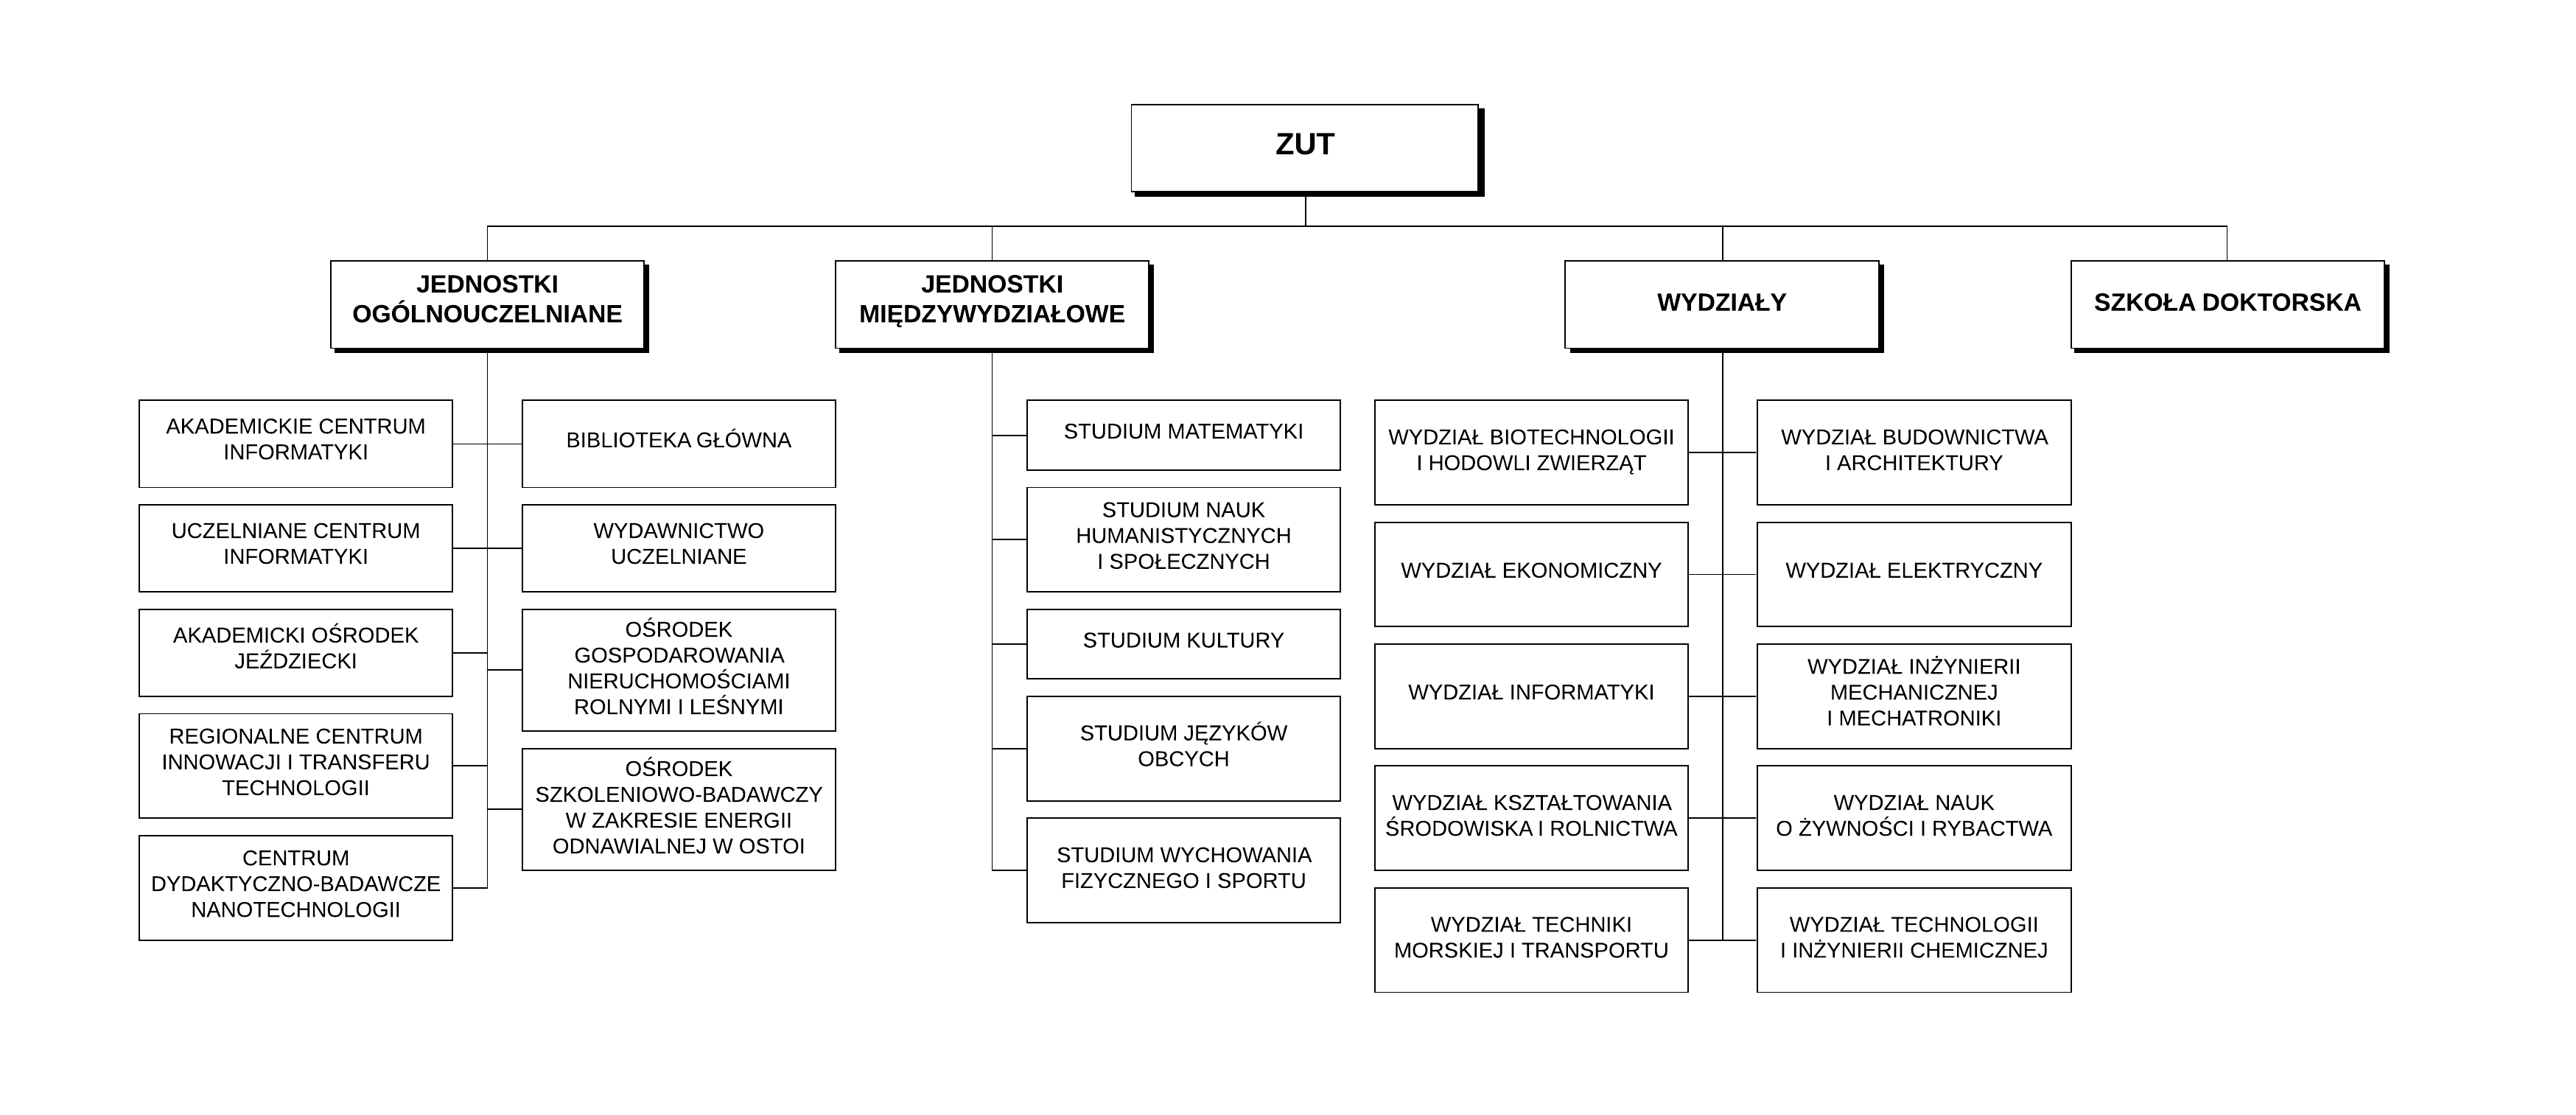 ZUT
JEDNOSTKI
OGÓLNOUCZELNIANE
JEDNOSTKI
MIĘDZYWYDZIAŁOWE
WYDZIAŁY
SZKOŁA DOKTORSKA
AKADEMICKIE CENTRUM
INFORMATYKI
BIBLIOTEKA GŁÓWNA
UCZELNIANE CENTRUM
INFORMATYKI
WYDAWNICTWO
UCZELNIANE
AKADEMICKI OŚRODEK
JEŹDZIECKI
OŚRODEK
GOSPODAROWANIA
NIERUCHOMOŚCIAMI
ROLNYMI I LEŚNYMI
REGIONALNE CENTRUM
INNOWACJI I TRANSFERU
TECHNOLOGII
OŚRODEK
SZKOLENIOWO-BADAWCZY
W ZAKRESIE ENERGII
ODNAWIALNEJ W OSTOI
CENTRUM
DYDAKTYCZNO-BADAWCZE
NANOTECHNOLOGII
STUDIUM MATEMATYKI
STUDIUM NAUK
HUMANISTYCZNYCH
I SPOŁECZNYCH
STUDIUM KULTURY
STUDIUM JĘZYKÓW
OBCYCH
STUDIUM WYCHOWANIA
FIZYCZNEGO I SPORTU
WYDZIAŁ BIOTECHNOLOGII
I HODOWLI ZWIERZĄT
WYDZIAŁ BUDOWNICTWA
I ARCHITEKTURY
WYDZIAŁ EKONOMICZNY
WYDZIAŁ ELEKTRYCZNY
WYDZIAŁ INFORMATYKI
WYDZIAŁ INŻYNIERII
MECHANICZNEJ
I MECHATRONIKI
WYDZIAŁ KSZTAŁTOWANIA
ŚRODOWISKA I ROLNICTWA
WYDZIAŁ NAUK
O ŻYWNOŚCI I RYBACTWA
WYDZIAŁ TECHNIKI
MORSKIEJ I TRANSPORTU
WYDZIAŁ TECHNOLOGII
I INŻYNIERII CHEMICZNEJ